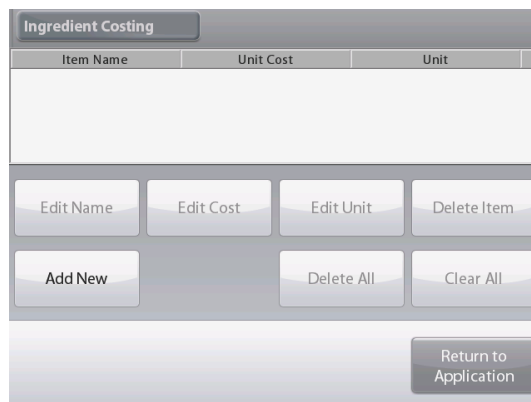 Ingredient Costing
Item Name Unit Cost Unit
Edit Name Edit Cost Edit Unit Delete Item
Add New Delete All Clear All
Return to
Application